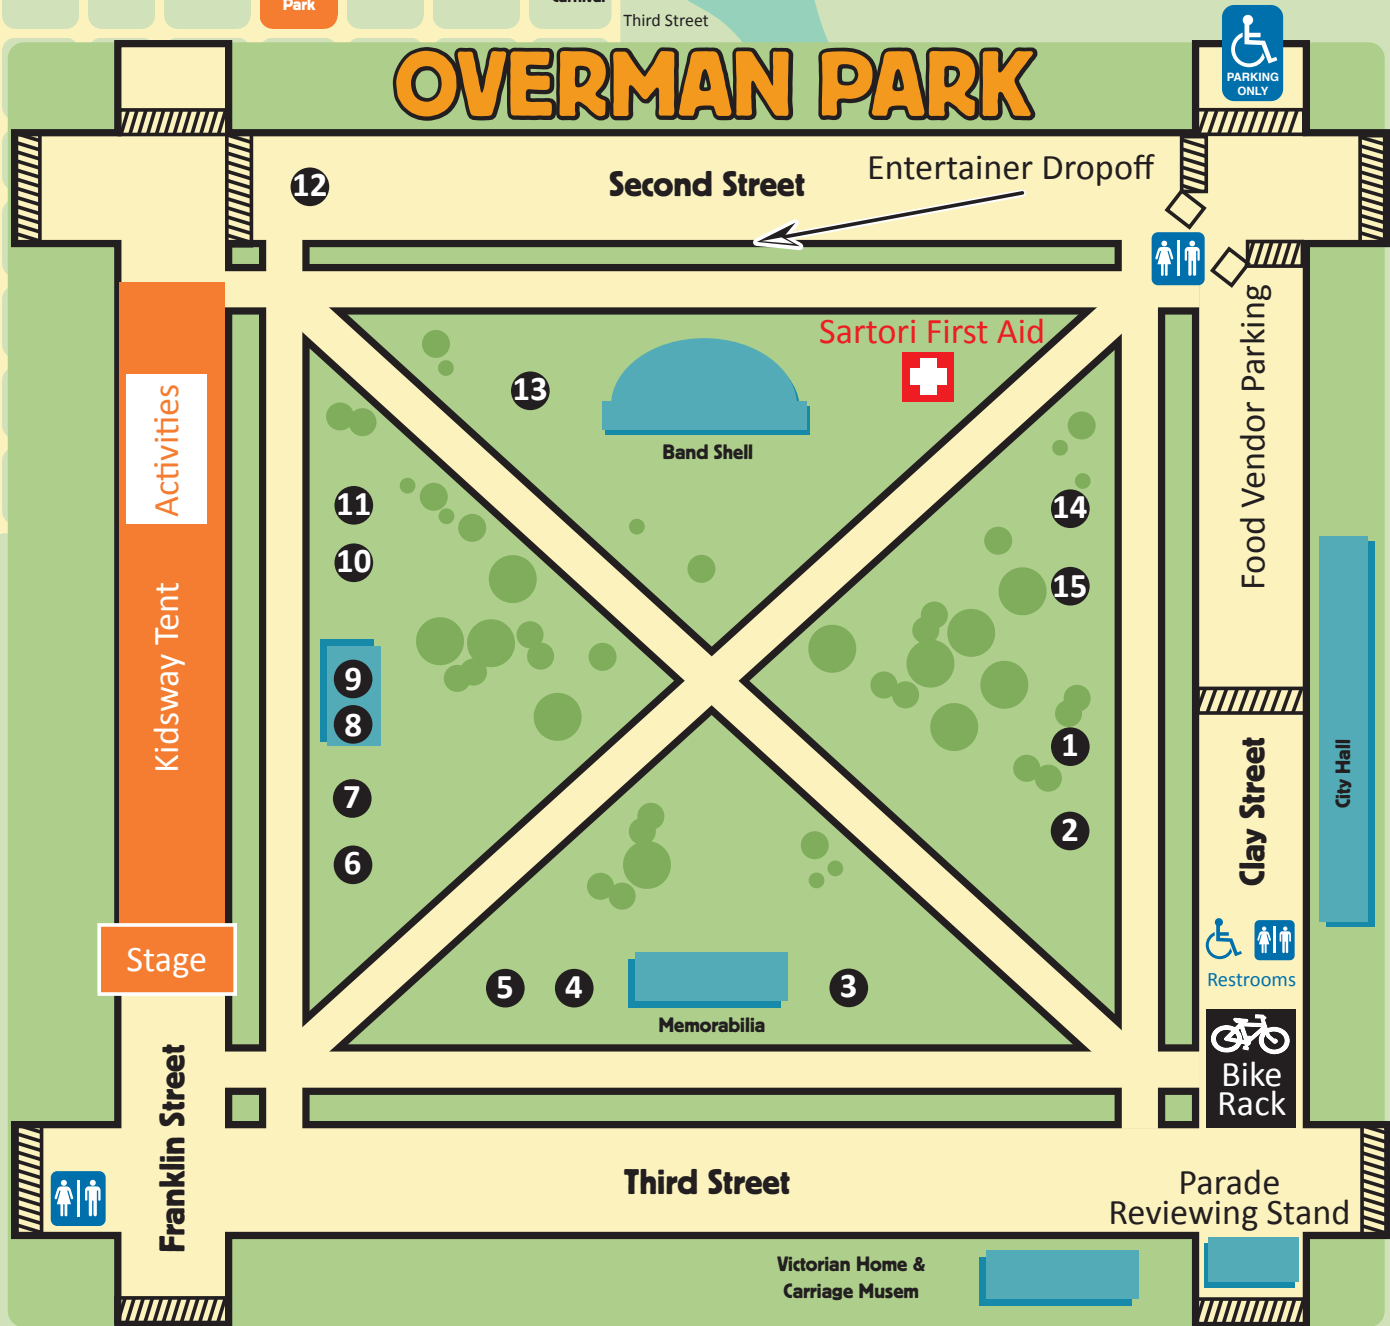 Park
Third Street
OVERMAN PARK
PARKING
ONLY
12
Second Street
Entertainer Dropoff
Sartori First Aid
13
Band Shell
Activities
Kidsway Tent
Stage
Franklin Street
11
10
9
8
7
6
14
15
1
2
Food Vendor Parking
Clay Street
City Hall
5
4
3
Memorabilia
Restrooms
Bike
Rack
Third Street
Parade
Reviewing Stand
Victorian Home &
Carriage Musem